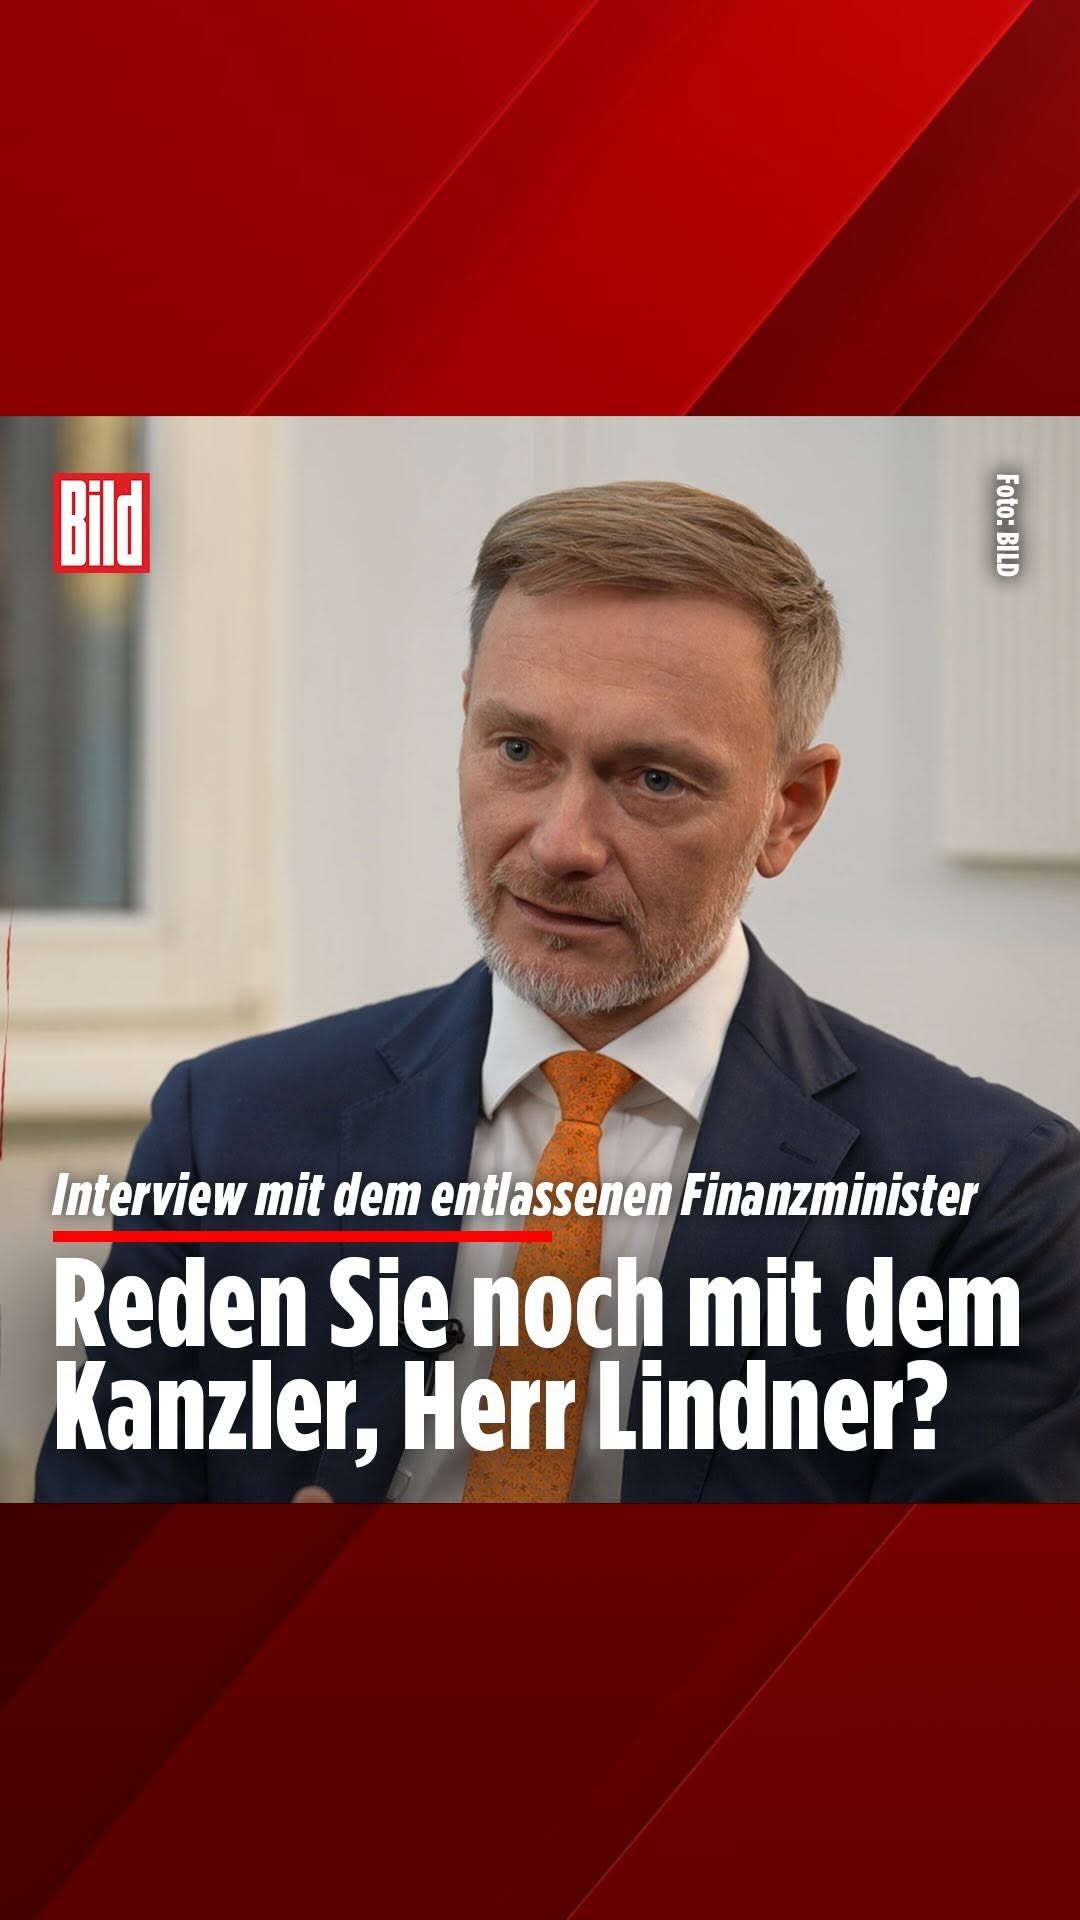 Bild
Foto: BILD
Interview mit dem entlassenen Finanzminister
Reden Sie noch mit dem
Kanzler, Herr Lindner?